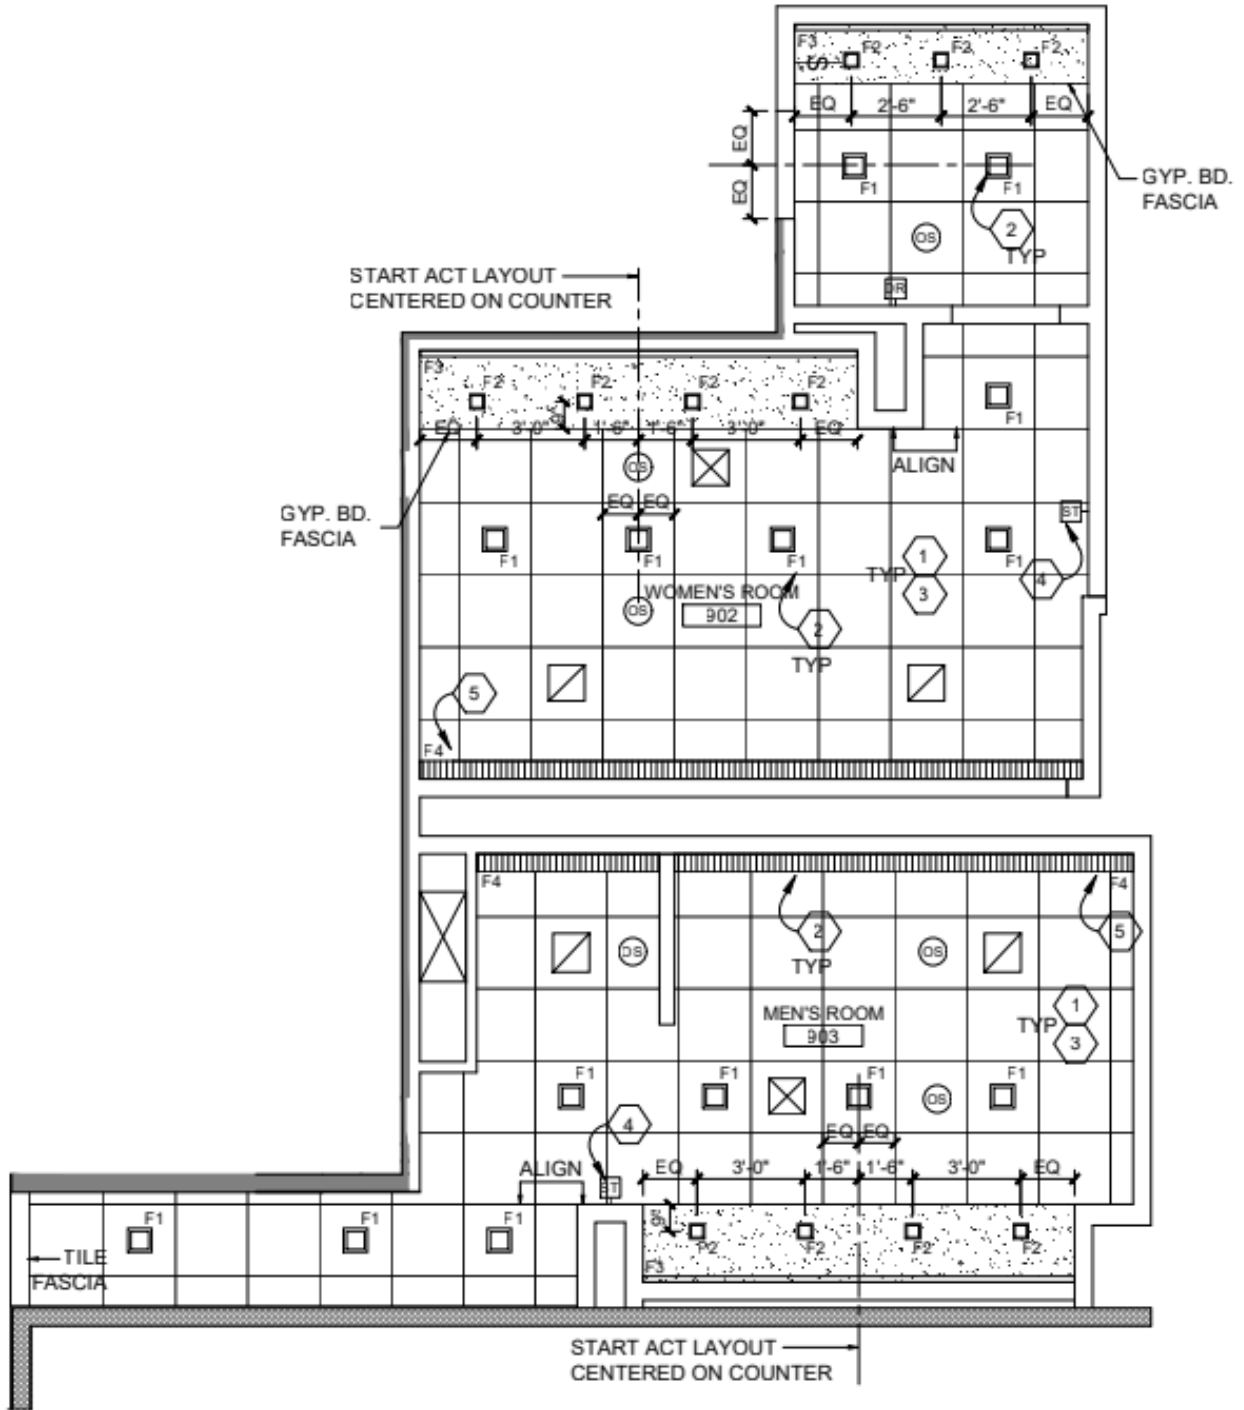 F3
F2
F2
F2
EQ
2'-6"
2'-6"
EQ
EQ
EQ
F1
F1
GYP. BD.
FASCIA
2
TYP
OS
START ACT LAYOUT
CENTERED ON COUNTER
F3
F2
F2
F2
F2
F1
EQ
3'-0"
1'-6"
1'-6"
3'-0"
EQ
ALIGN
OS
EQ
EQ
GYP. BD.
FASCIA
ST
F1
F1
F1
F1
1
TYP
3
4
WOMEN'S ROOM
902
OS
2
TYP
5
F4
F4
F4
2
TYP
5
OS
OS
MEN'S ROOM
903
1
TYP
3
F1
F1
F1
F1
OS
4
EQ
EQ
ALIGN
EQ
3'-0"
1'-6"
1'-6"
3'-0"
EQ
9"
F1
F1
F1
F2
F2
F2
F2
F3
TILE
FASCIA
START ACT LAYOUT
CENTERED ON COUNTER